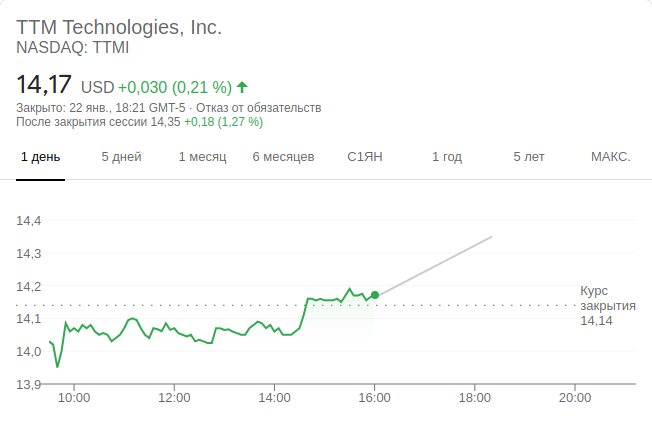 TTM Technologies, Inc.
NASDAQ: TTMI
14,17 USD +0,030 (0,21 %)
Закрыто: 22 янв., 18:21 GMT-5 · Отказ от обязательств
После закрытия сессии 14,35 +0,18 (1,27 %)
1 день 5 дней 1 месяц 6 месяцев С1ЯН 1 год 5 лет МАКС.
14,4
14,3
14,2
Курс
закрытия
14,14
14,1
14,0
13,9
10:00 12:00 14:00 16:00 18:00 20:00